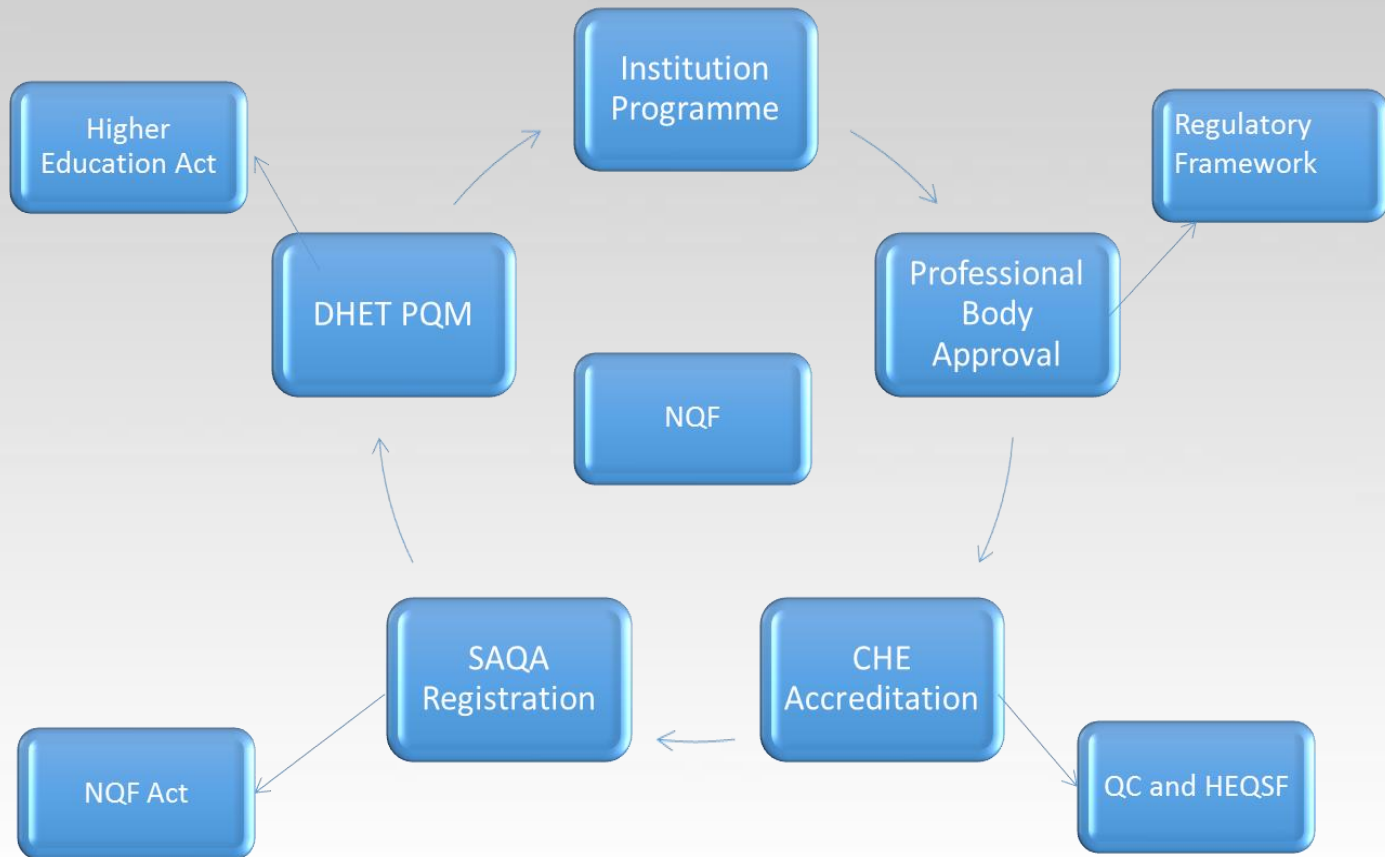 Institution
Programme
Higher
Education Act
Regulatory
Framework
DHET PQM
Professional
Body
Approval
NQF
SAQA
Registration
CHE
Accreditation
NQF Act
QC and HEQSF